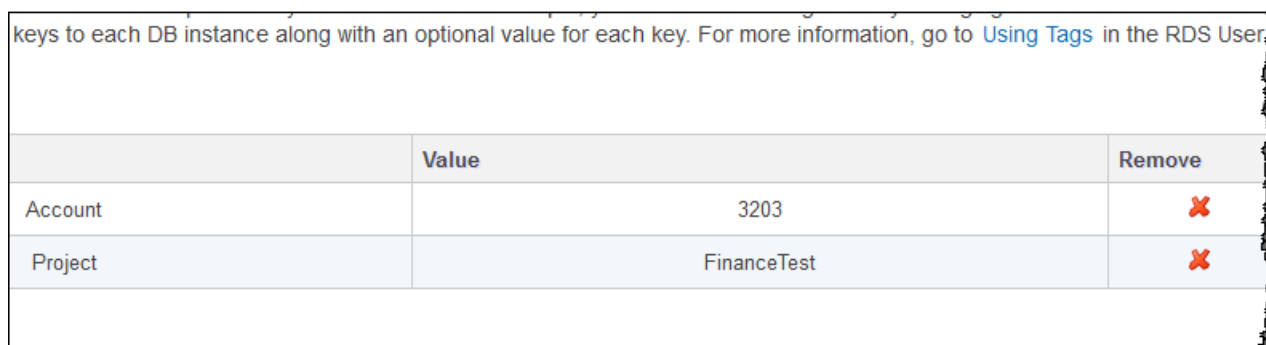 keys to each DB instance along with an optional value for each key. For more information, go to Using Tags in the RDS User
Value Remove
Account 3203
Project FinanceTest